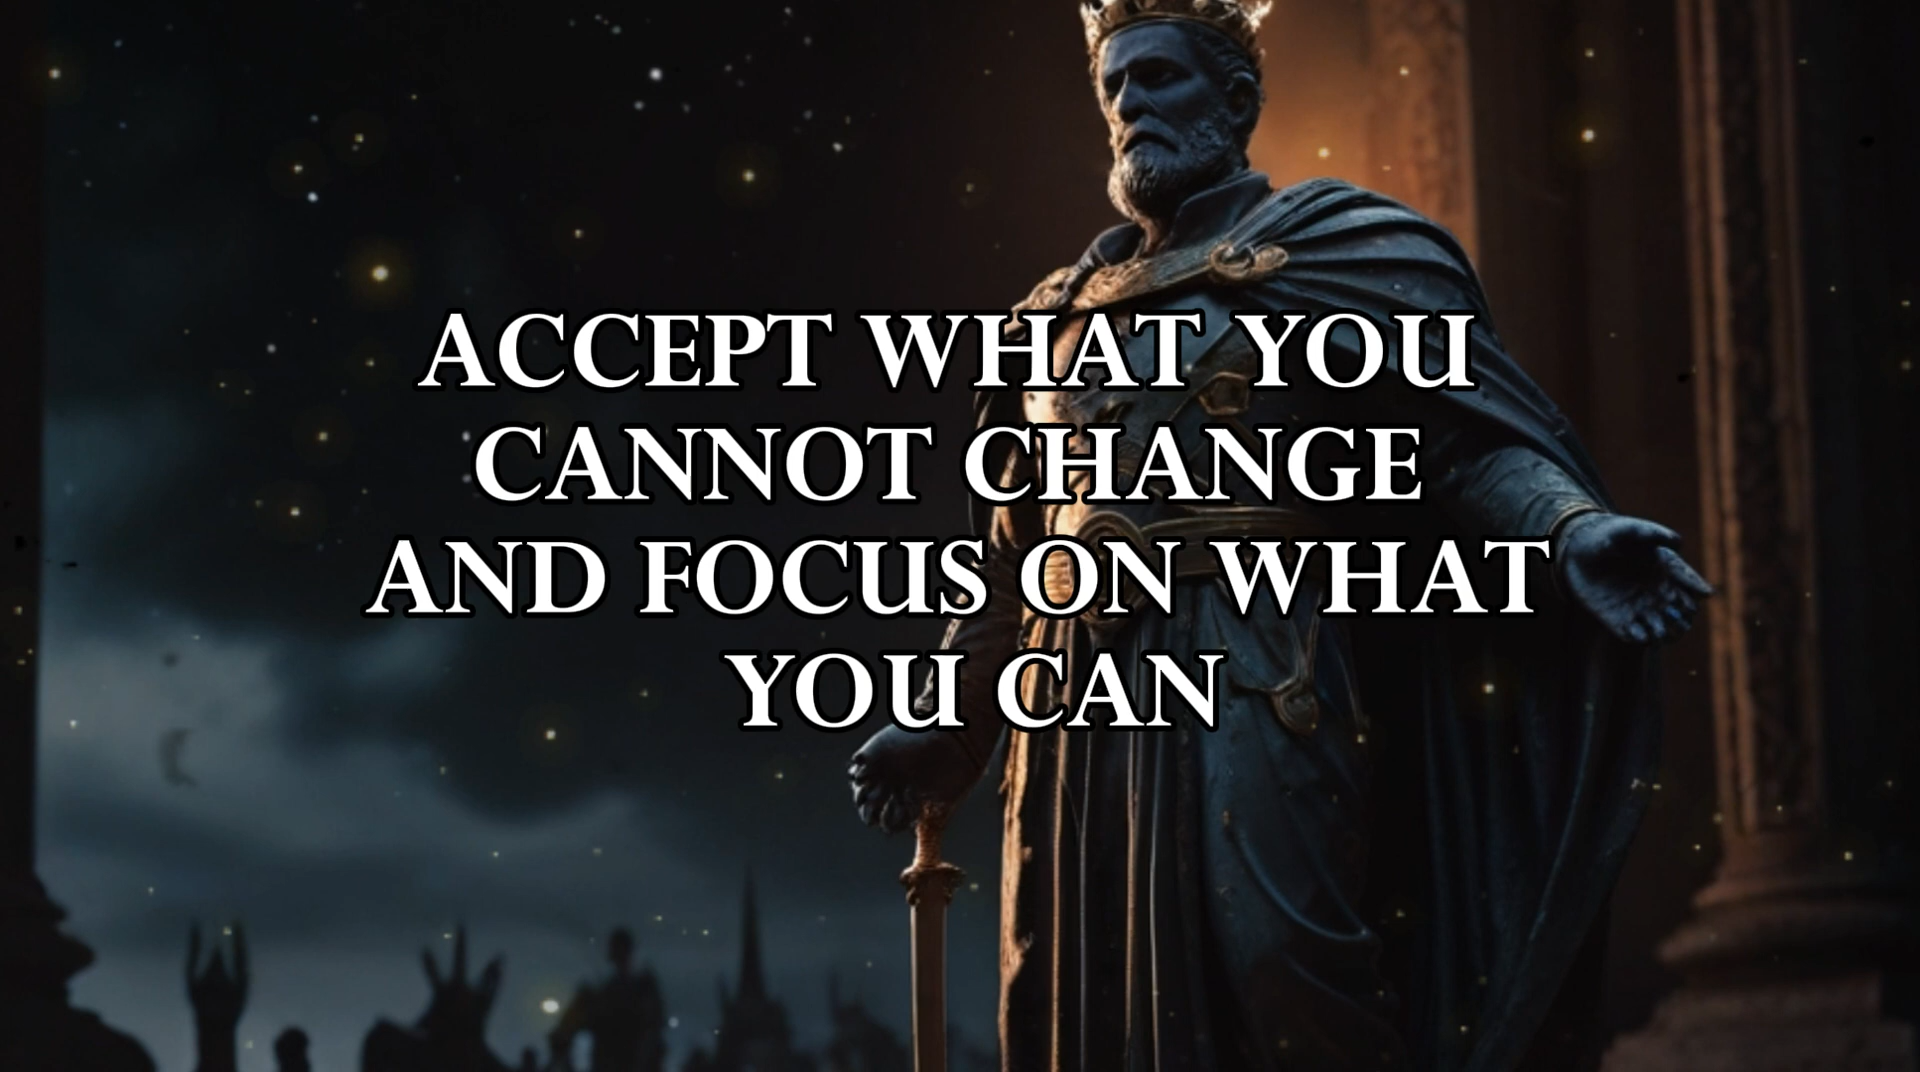 ACCEPT WHAT YOU
CANNOT CHANGE
AND FOCUS ON WHAT
YOU CAN